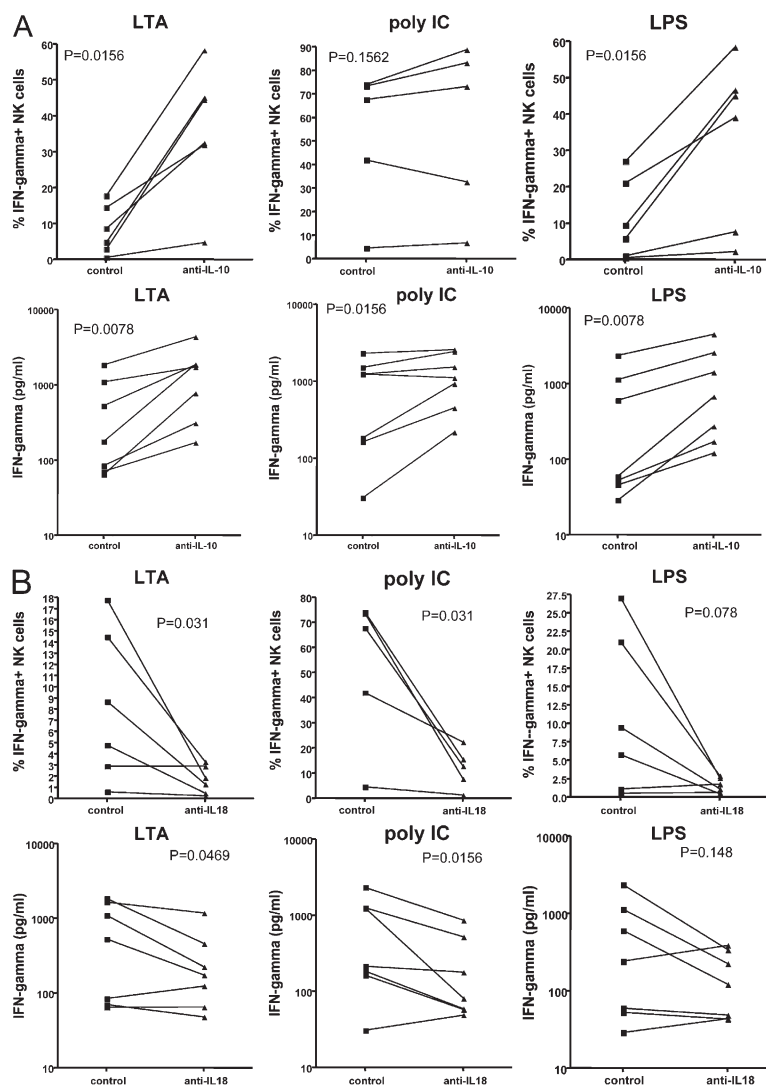 A
LTA
poly IC
LPS
P=0.0156
P=0.1562
P=0.0156
% IFN-gamma+ NK cells
60
50
40
30
20
10
0
control
anti-IL-10
% IFN-gamma+ NK cells
90
80
70
60
50
40
30
20
10
0
control
anti-IL-10
% IFN-gamma+ NK cells
60
50
40
30
20
10
0
control
anti-IL-10
LTA
poly IC
LPS
P=0.0078
P=0.0156
P=0.0078
IFN-gamma (pg/ml)
10000
1000
100
10
control
anti-IL-10
IFN-gamma (pg/ml)
10000
1000
100
10
control
anti-IL-10
IFN-gamma (pg/ml)
10000
1000
100
10
control
anti-IL-10
B
LTA
poly IC
LPS
P=0.031
P=0.031
P=0.078
% IFN-gamma+ NK cells
18
17
16
15
14
13
12
11
10
9
8
7
6
5
4
3
2
1
0
control
anti-IL18
% IFN-gamma+ NK cells
80
70
60
50
40
30
20
10
0
control
anti-IL18
% IFN--gamma+ NK cells
27.5
25.0
22.5
20.0
17.5
15.0
12.5
10.0
7.5
5.0
2.5
0.0
control
anti-IL18
LTA
poly IC
LPS
P=0.0469
P=0.0156
P=0.148
IFN-gamma (pg/ml)
10000
1000
100
10
control
anti-IL18
IFN-gamma (pg/ml)
10000
1000
100
10
control
anti-IL18
IFN-gamma (pg/ml)
10000
1000
100
10
control
anti-IL18